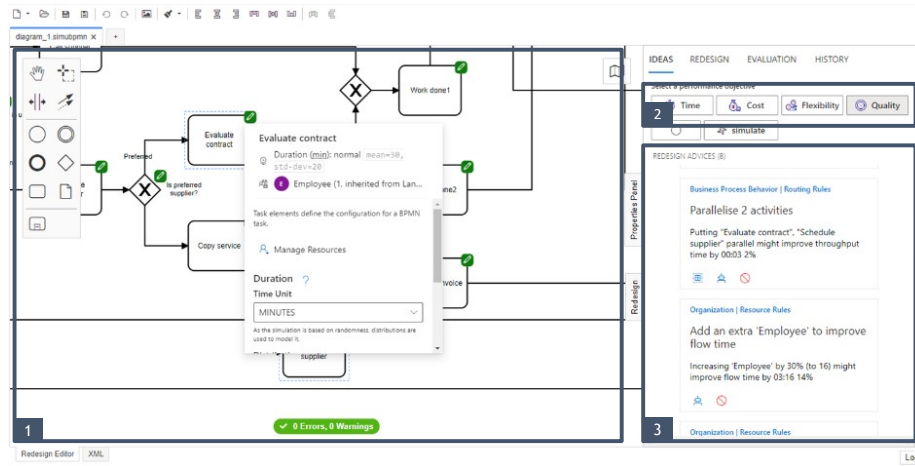 diagram_1.simubpmn x
+
IDEAS
REDESIGN
EVALUATION
HISTORY
Select a performance objective
2
Time
Cost
Flexibility
Quality
simulate
REDESIGN ADVICES (8)
Business Process Behavior | Routing Rules
Parallelise 2 activities
Putting "Evaluate contract", "Schedule
supplier" parallel might improve throughput
time by 00:03 2%
Organization | Resource Rules
Add an extra 'Employee' to improve
flow time
Increasing 'Employee' by 30% (to 16) might
improve flow time by 03:16 14%
Organization | Resource Rules
3
Work done1
Preferred
Is preferred
supplier?
Evaluate
contract
Copy service
Evaluate contract
Duration (min): normal mean=30,
std-dev=20
E
Employee (1. inherited from Lan...
Task elements define the configuration for a BPMN
task.
Manage Resources
Duration ?
Time Unit
MINUTES
As the simulation is based on randomness, distributions are
used to model it.
supplier
Properties Panel
Redesign
0 Errors, 0 Warnings
1
Redesign Editor
XML
Lo